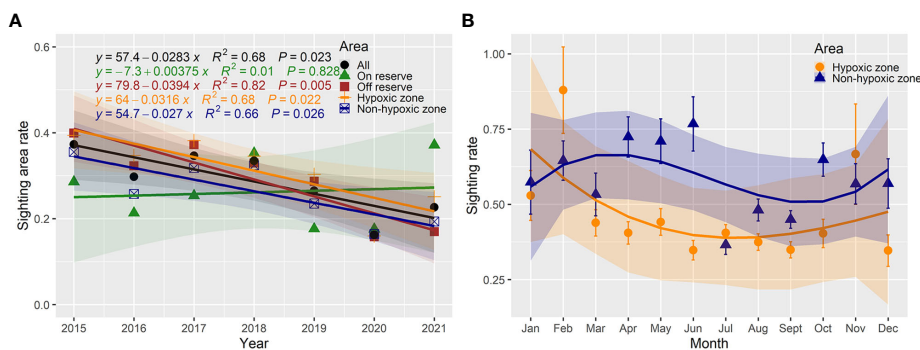 A
B
y = 57.4 − 0.0283 x R² = 0.68 P = 0.023
y = −7.3 + 0.00375 x R² = 0.01 P = 0.828
y = 79.8 − 0.0394 x R² = 0.82 P = 0.005
y = 64 − 0.0316 x R² = 0.68 P = 0.022
y = 54.7 − 0.027 x R² = 0.66 P = 0.026
Area
All
On reserve
Off reserve
Hypoxic zone
Non-hypoxic zone
Sighting area rate
0.6
0.4
0.2
0.0
2015 2016 2017 2018 2019 2020 2021
Year
Area
Hypoxic zone
Non-hypoxic zone
Sighting rate
1.00
0.75
0.50
0.25
Jan Feb Mar Apr May Jun Jul Aug Sept Oct Nov Dec
Month